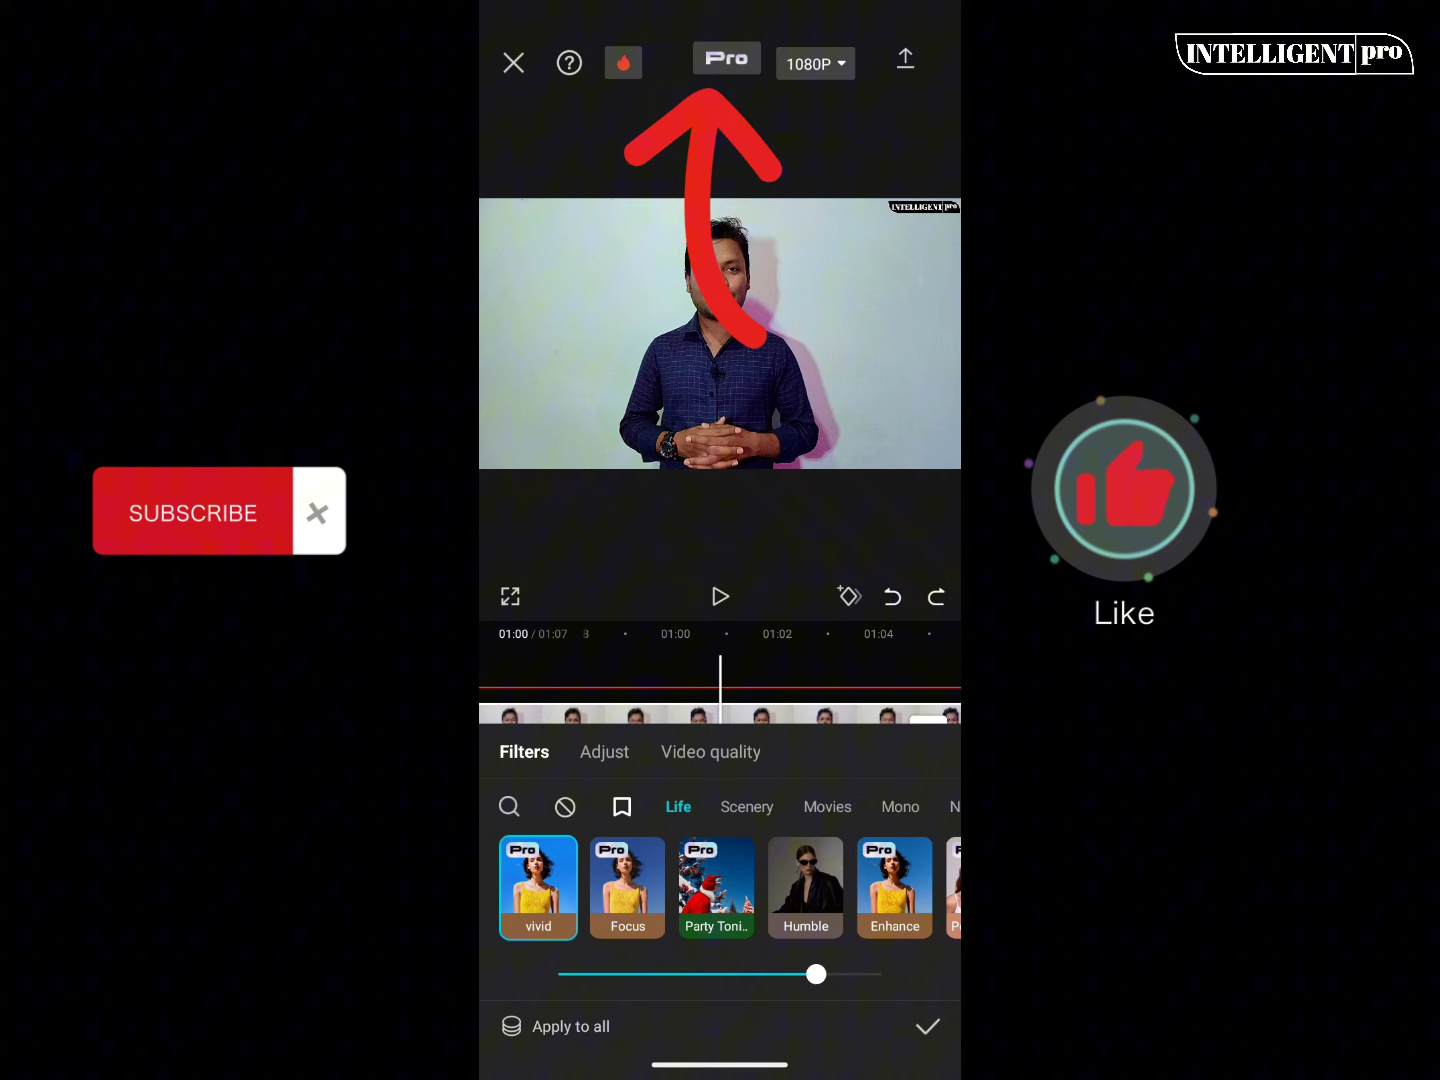 Pro
1080P
INTELLIGENT pro
INTELLIGENT pro
SUBSCRIBE
Like
01:00 / 01:07
01:00
01:02
01:04
Filters
Adjust
Video quality
Life
Scenery
Movies
Mono
N
Pro
vivid
Pro
Focus
Pro
Party Toni..
Humble
Pro
Enhance
Apply to all